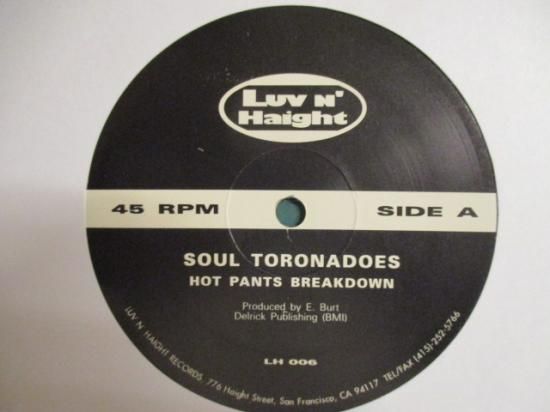 LUV N'
HAIGHT
45 RPM SIDE A
SOUL TORONADOES
HOT PANTS BREAKDOWN
Produced by E. Burt
Delrick Publishing (BMI)
LH 006
LUV N' HAIGHT RECORDS, 776 Haight Street, San Francisco, CA 94117 TEL/FAX (415)-252-5766